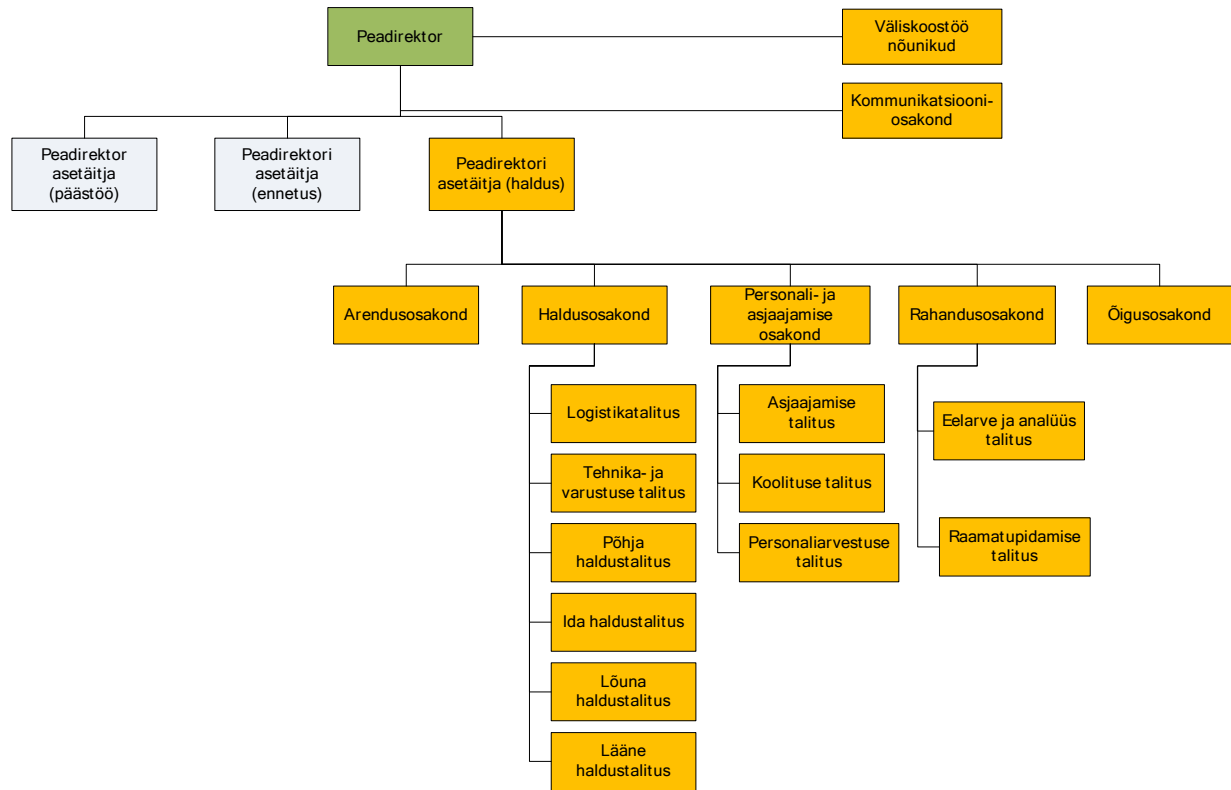 Peadirektor
Väliskoostöö
nõunikud
Kommunikatsiooni-
osakond
Peadirektor
asetäitja
(päästöö)
Peadirektori
asetäitja
(ennetus)
Peadirektori
asetäitja (haldus)
Arendusosakond
Haldusosakond
Personali- ja
asjaajamise
osakond
Rahandusosakond
Õigusosakond
Logistikatalitus
Tehnika- ja
varustuse talitus
Põhja
haldustalitus
Ida haldustalitus
Lõuna
haldustalitus
Lääne
haldustalitus
Asjaajamise
talitus
Koolituse talitus
Personaliarvestuse
talitus
Eelarve ja analüüs
talitus
Raamatupidamise
talitus